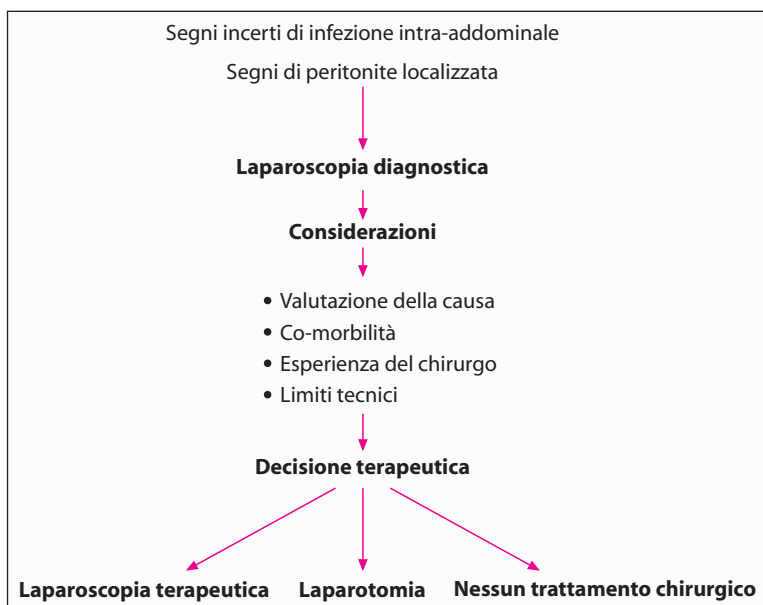 Segni incerti di infezione intra-addominale
Segni di peritonite localizzata
Laparoscopia diagnostica
Considerazioni
• Valutazione della causa
• Co-morbilità
• Esperienza del chirurgo
• Limiti tecnici
Decisione terapeutica
Laparoscopia terapeutica Laparotomia Nessun trattamento chirurgico